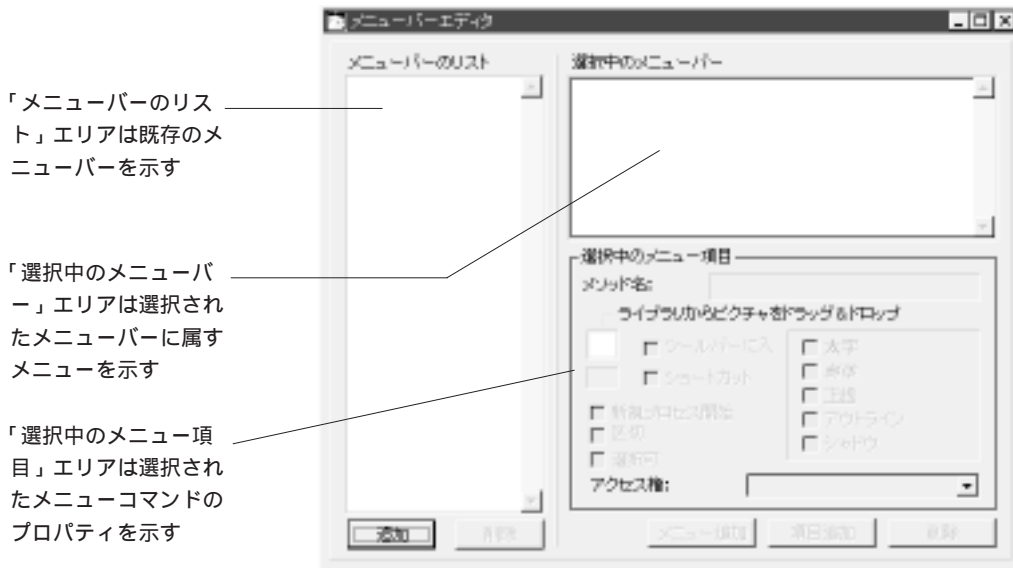 メニューバーエディタ
メニューバーのリスト
選択中のメニューバー
「メニューバーのリス
ト」エリアは既存のメ
ニューバーを示す
「選択中のメニューバ
ー」エリアは選択され
たメニューバーに属す
メニューを示す
「選択中のメニュー項
目」エリアは選択され
たメニューコマンドの
プロパティを示す
選択中のメニュー項目
メソッド名:
ライブラリからピクチャをドラッグ&ドロップ
ツールバーに入
ショートカット
新規プロセス開始
区切
選択可
太字
斜体
下線
アウトライン
シャドウ
アクセス権:
追加
削除
メニュー追加
項目追加
削除